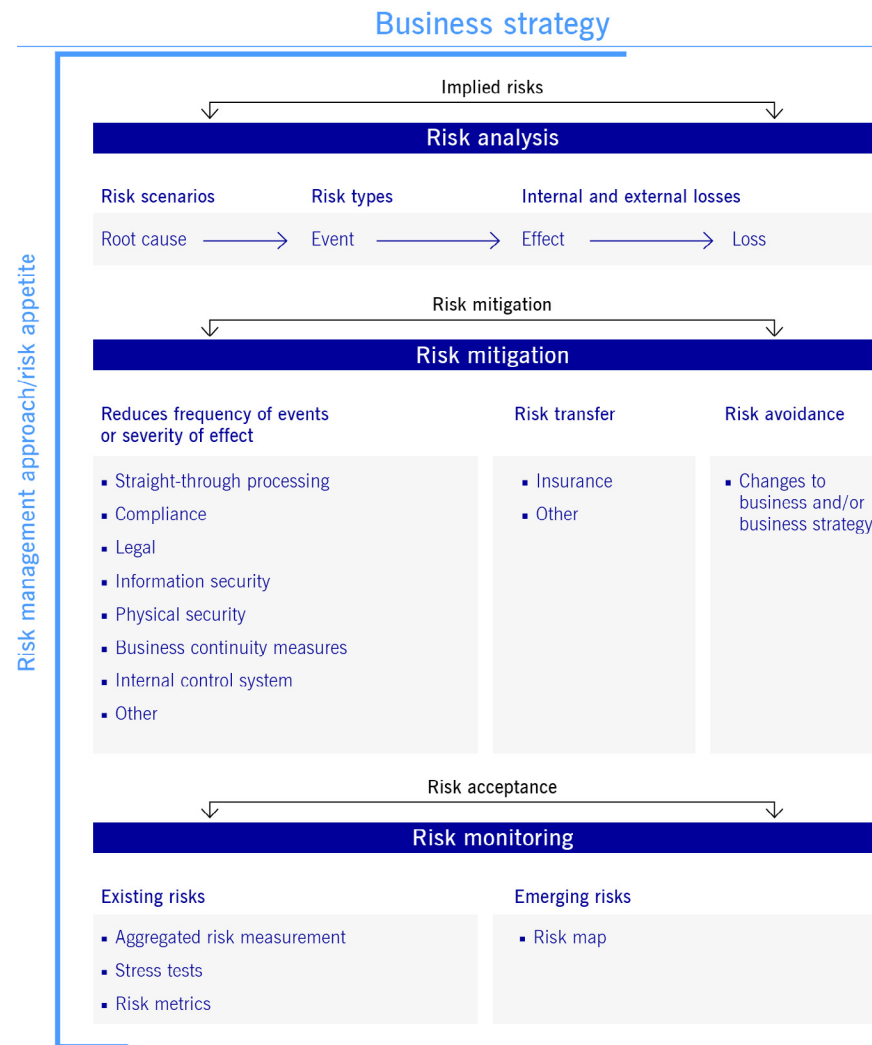 Business strategy
Risk management approach/risk appetite
Implied risks
Risk analysis
Risk scenarios
Risk types
Internal and external losses
Root cause
Event
Effect
Loss
Risk mitigation
Risk mitigation
Reduces frequency of events
or severity of effect
▪ Straight-through processing
▪ Compliance
▪ Legal
▪ Information security
▪ Physical security
▪ Business continuity measures
▪ Internal control system
▪ Other
Risk transfer
▪ Insurance
▪ Other
Risk avoidance
▪ Changes to
business and/or
business strategy
Risk acceptance
Risk monitoring
Existing risks
▪ Aggregated risk measurement
▪ Stress tests
▪ Risk metrics
Emerging risks
▪ Risk map